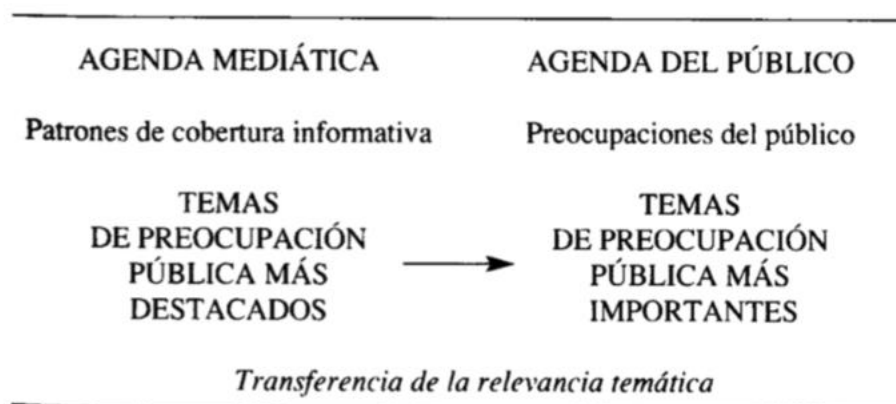 AGENDA MEDIÁTICA
Patrones de cobertura informativa
TEMAS
DE PREOCUPACIÓN
PÚBLICA MÁS
DESTACADOS
AGENDA DEL PÚBLICO
Preocupaciones del público
TEMAS
DE PREOCUPACIÓN
PÚBLICA MÁS
IMPORTANTES
Transferencia de la relevancia temática